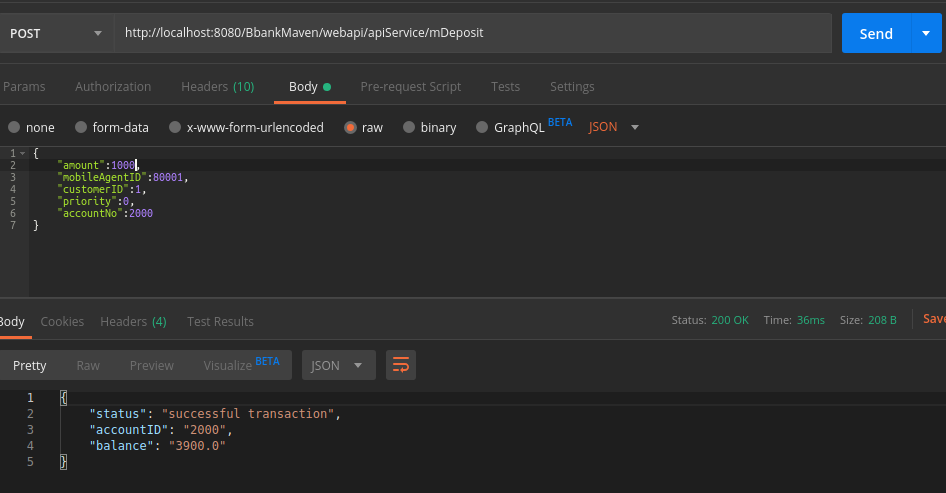 POST http://localhost:8080/BbankMaven/webapi/apiService/mDeposit Send
Params Authorization Headers (10) Body Pre-request Script Tests Settings
none form-data x-www-form-urlencoded raw binary GraphQL BETA JSON
1 {
2 "amount":1000,
3 "mobileAgentID":80001,
4 "customerID":1,
5 "priority":0,
6 "accountNo":2000
7 }
Body Cookies Headers (4) Test Results Status: 200 OK Time: 36ms Size: 208 B Save
Pretty Raw Preview Visualize BETA JSON
1 {
2 "status": "successful transaction",
3 "accountID": "2000",
4 "balance": "3900.0"
5 }